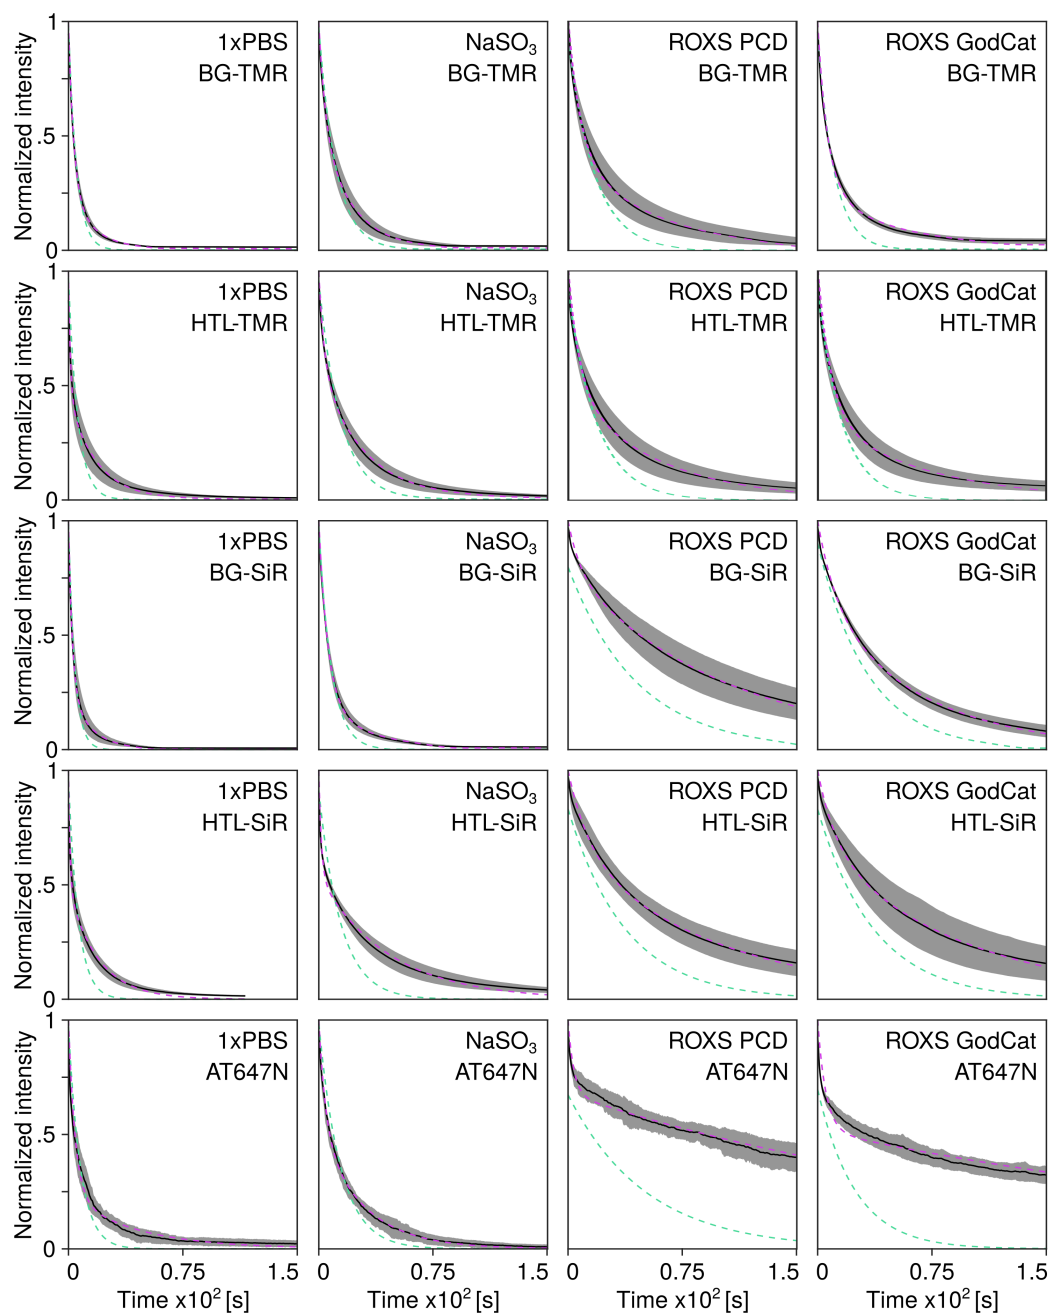 Normalized intensity
1
.5
0
1xPBS
BG-TMR
NaSO₃
BG-TMR
ROXS PCD
BG-TMR
ROXS GodCat
BG-TMR
Normalized intensity
1
.5
0
1xPBS
HTL-TMR
NaSO₃
HTL-TMR
ROXS PCD
HTL-TMR
ROXS GodCat
HTL-TMR
Normalized intensity
1
.5
0
1xPBS
BG-SiR
NaSO₃
BG-SiR
ROXS PCD
BG-SiR
ROXS GodCat
BG-SiR
Normalized intensity
1
.5
0
1xPBS
HTL-SiR
NaSO₃
HTL-SiR
ROXS PCD
HTL-SiR
ROXS GodCat
HTL-SiR
Normalized intensity
1
.5
0
1xPBS
AT647N
NaSO₃
AT647N
ROXS PCD
AT647N
ROXS GodCat
AT647N
0 0.75 1.5
0 0.75 1.5
0 0.75 1.5
0 0.75 1.5
Time x10² [s]
Time x10² [s]
Time x10² [s]
Time x10² [s]